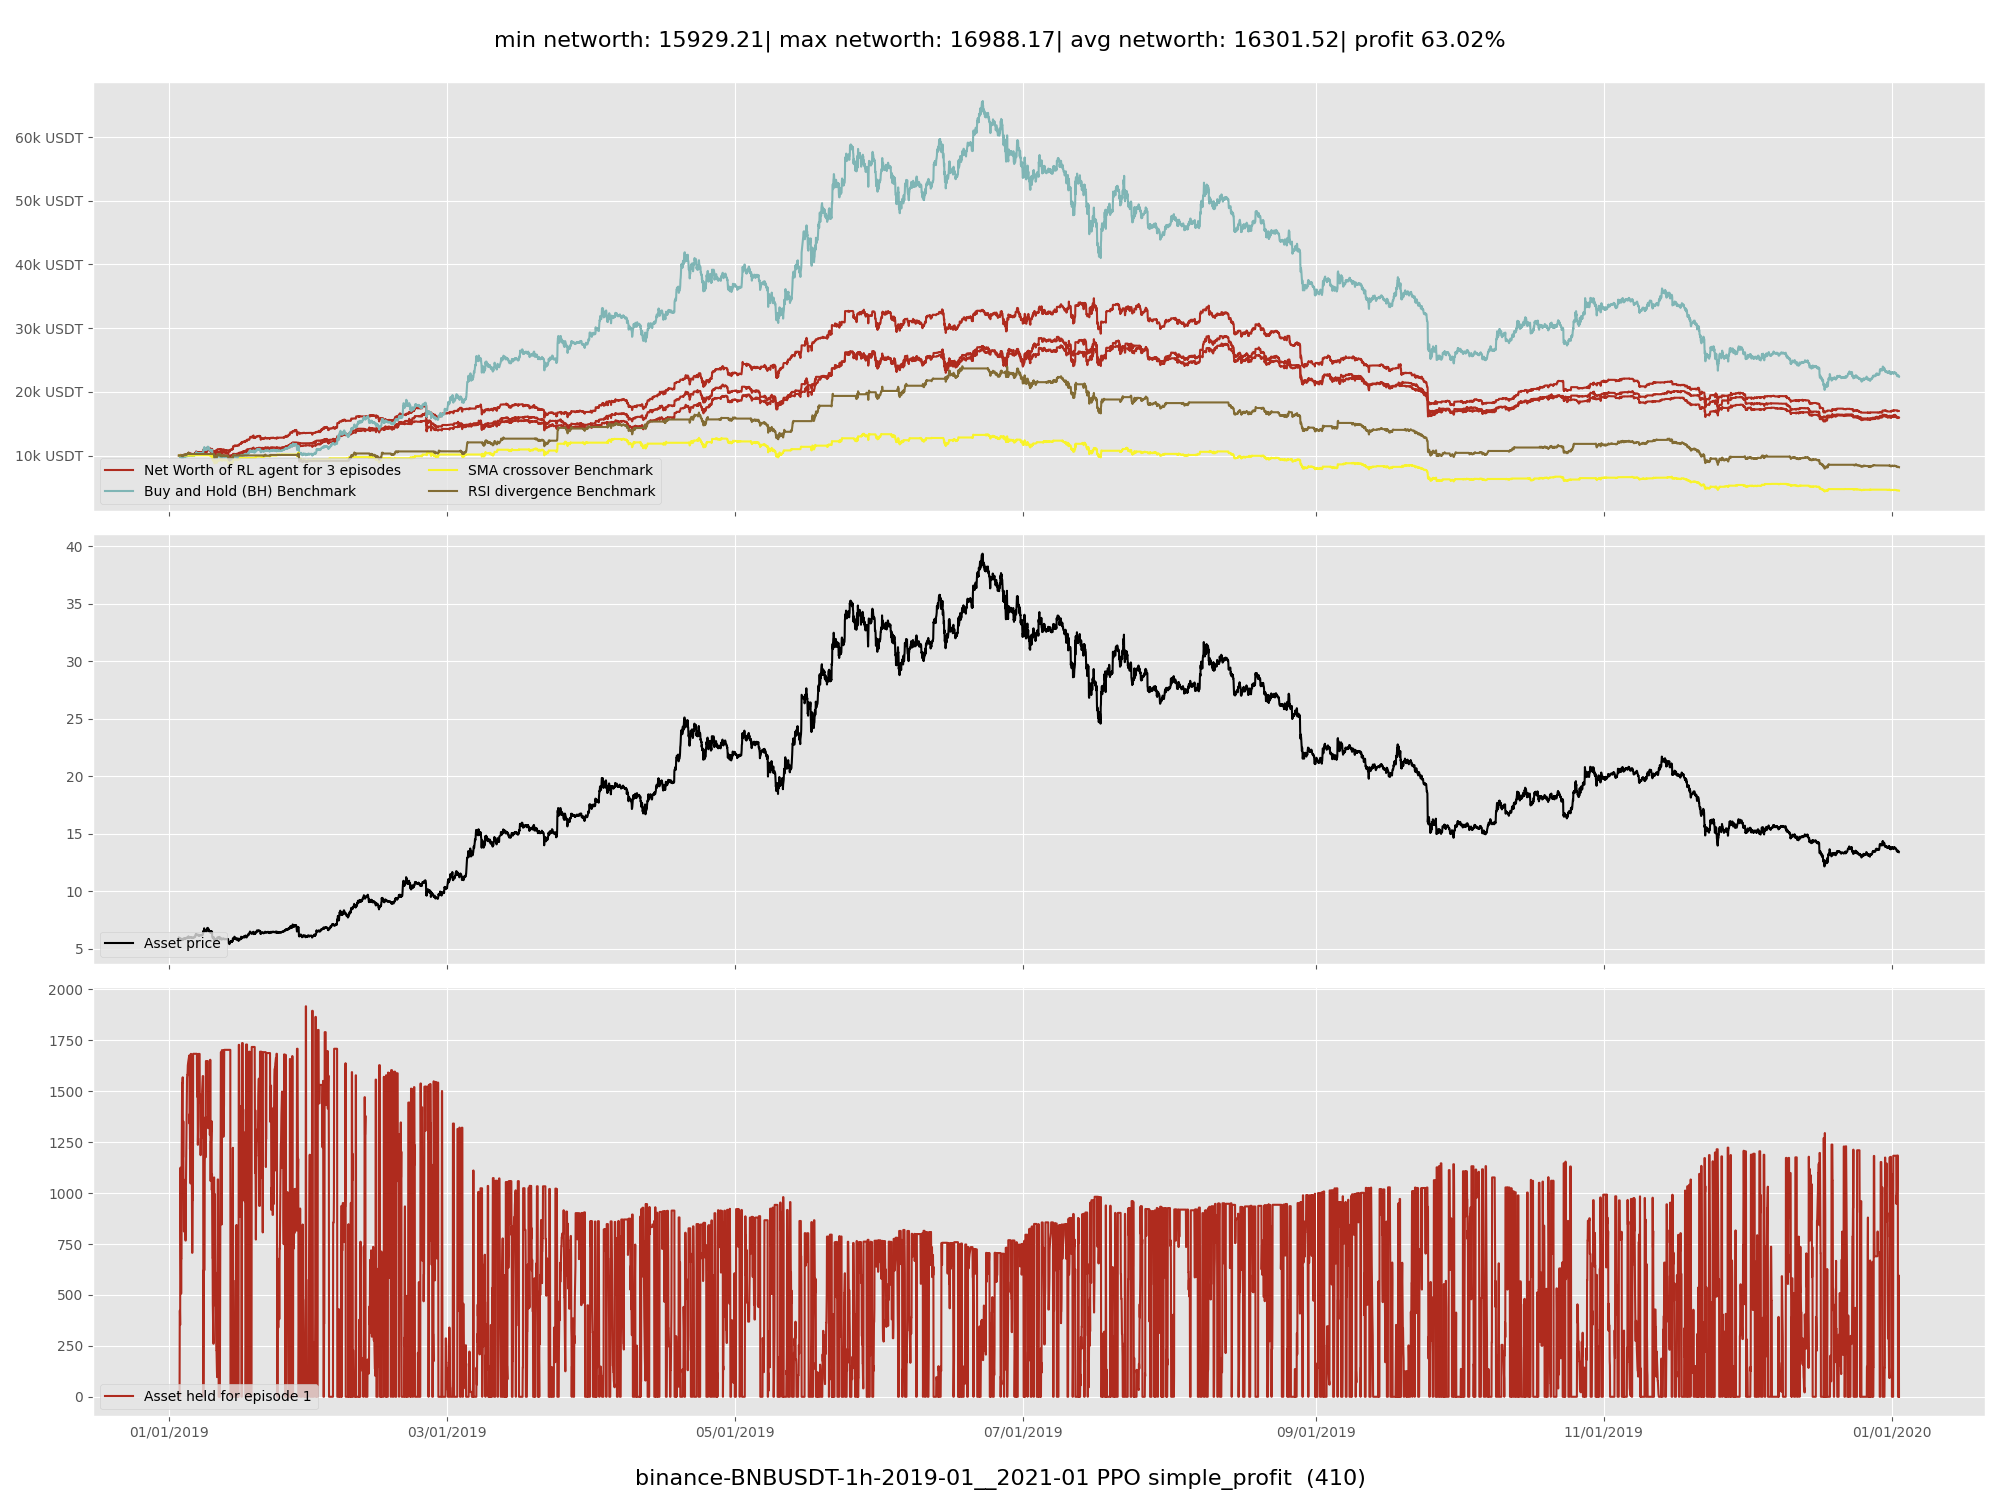 min networth: 15929.21| max networth: 16988.17| avg networth: 16301.52| profit 63.02%
60k USDT
50k USDT
40k USDT
30k USDT
20k USDT
10k USDT
Net Worth of RL agent for 3 episodes
Buy and Hold (BH) Benchmark
SMA crossover Benchmark
RSI divergence Benchmark
40
35
30
25
20
15
10
5
Asset price
2000
1750
1500
1250
1000
750
500
250
0
Asset held for episode 1
01/01/2019 03/01/2019 05/01/2019 07/01/2019 09/01/2019 11/01/2019 01/01/2020
binance-BNBUSDT-1h-2019-01__2021-01 PPO simple_profit  (410)